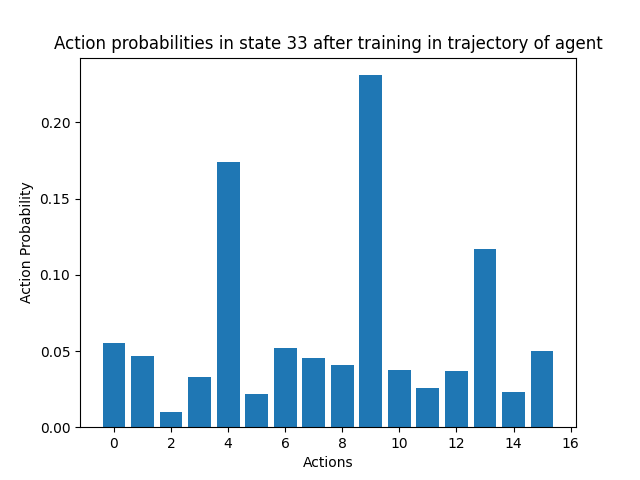 Action probabilities in state 33 after training in trajectory of agent
Action Probability
0.20
0.15
0.10
0.05
0.00
0 2 4 6 8 10 12 14 16
Actions